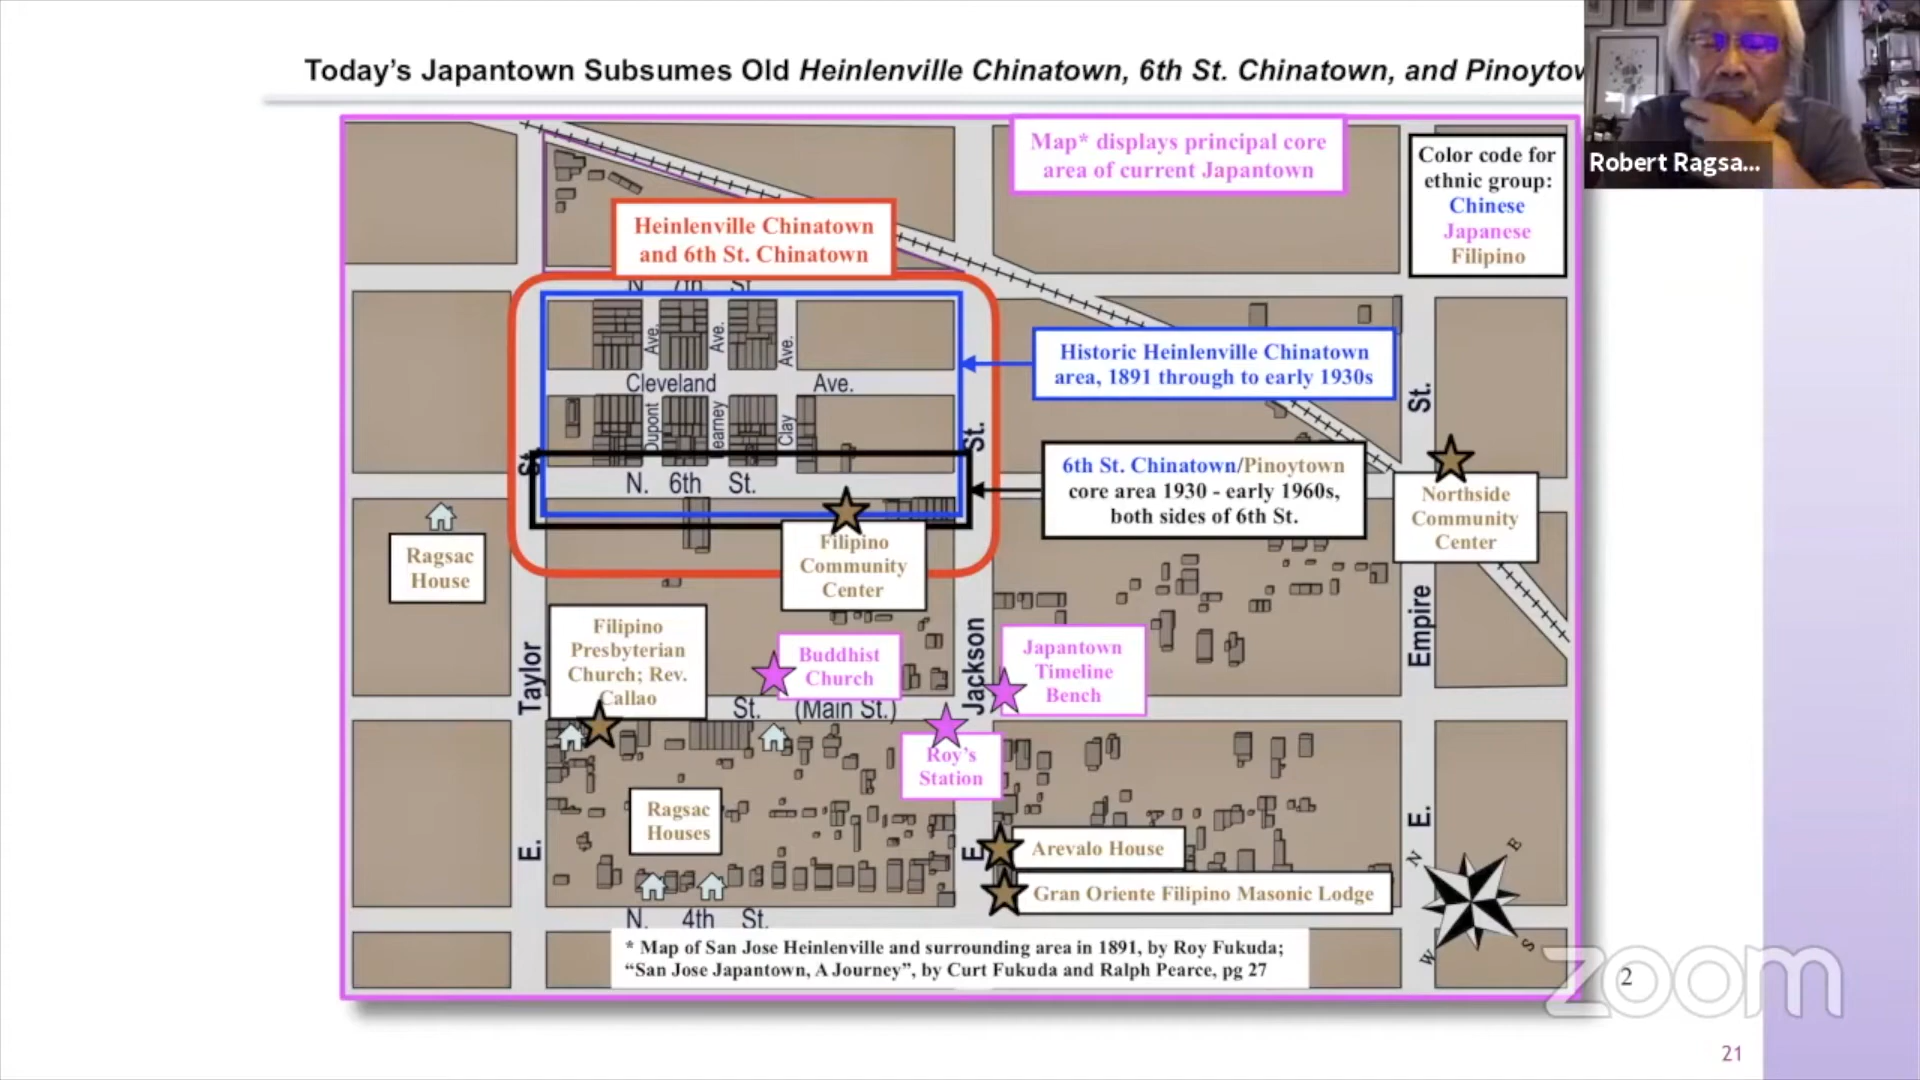 Today's Japantown Subsumes Old Heinlenville Chinatown, 6th St. Chinatown, and Pinoytow
Robert Ragsa...
Map* displays principal core
area of current Japantown
Color code for
ethnic group:
Chinese
Japanese
Filipino
Heinlenville Chinatown
and 6th St. Chinatown
N. 7th St.
Ave.
Ave.
Ave.
Cleveland Ave.
Dupont
Kearney
Clay
Historic Heinlenville Chinatown
area, 1891 through to early 1930s
St.
St.
St.
N. 6th St.
6th St. Chinatown/Pinoytown
core area 1930 - early 1960s,
both sides of 6th St.
Northside
Community
Center
Ragsac
House
Filipino
Community
Center
Filipino
Presbyterian
Church; Rev.
Callao
Buddhist
Church
Japantown
Timeline
Bench
Taylor
Jackson
Empire
St. (Main St.)
Roy's
Station
Ragsac
Houses
E.
E.
E.
Arevalo House
Gran Oriente Filipino Masonic Lodge
N
E
W
S
N. 4th St.
* Map of San Jose Heinlenville and surrounding area in 1891, by Roy Fukuda;
“San Jose Japantown, A Journey”, by Curt Fukuda and Ralph Pearce, pg 27
2
zoom
21